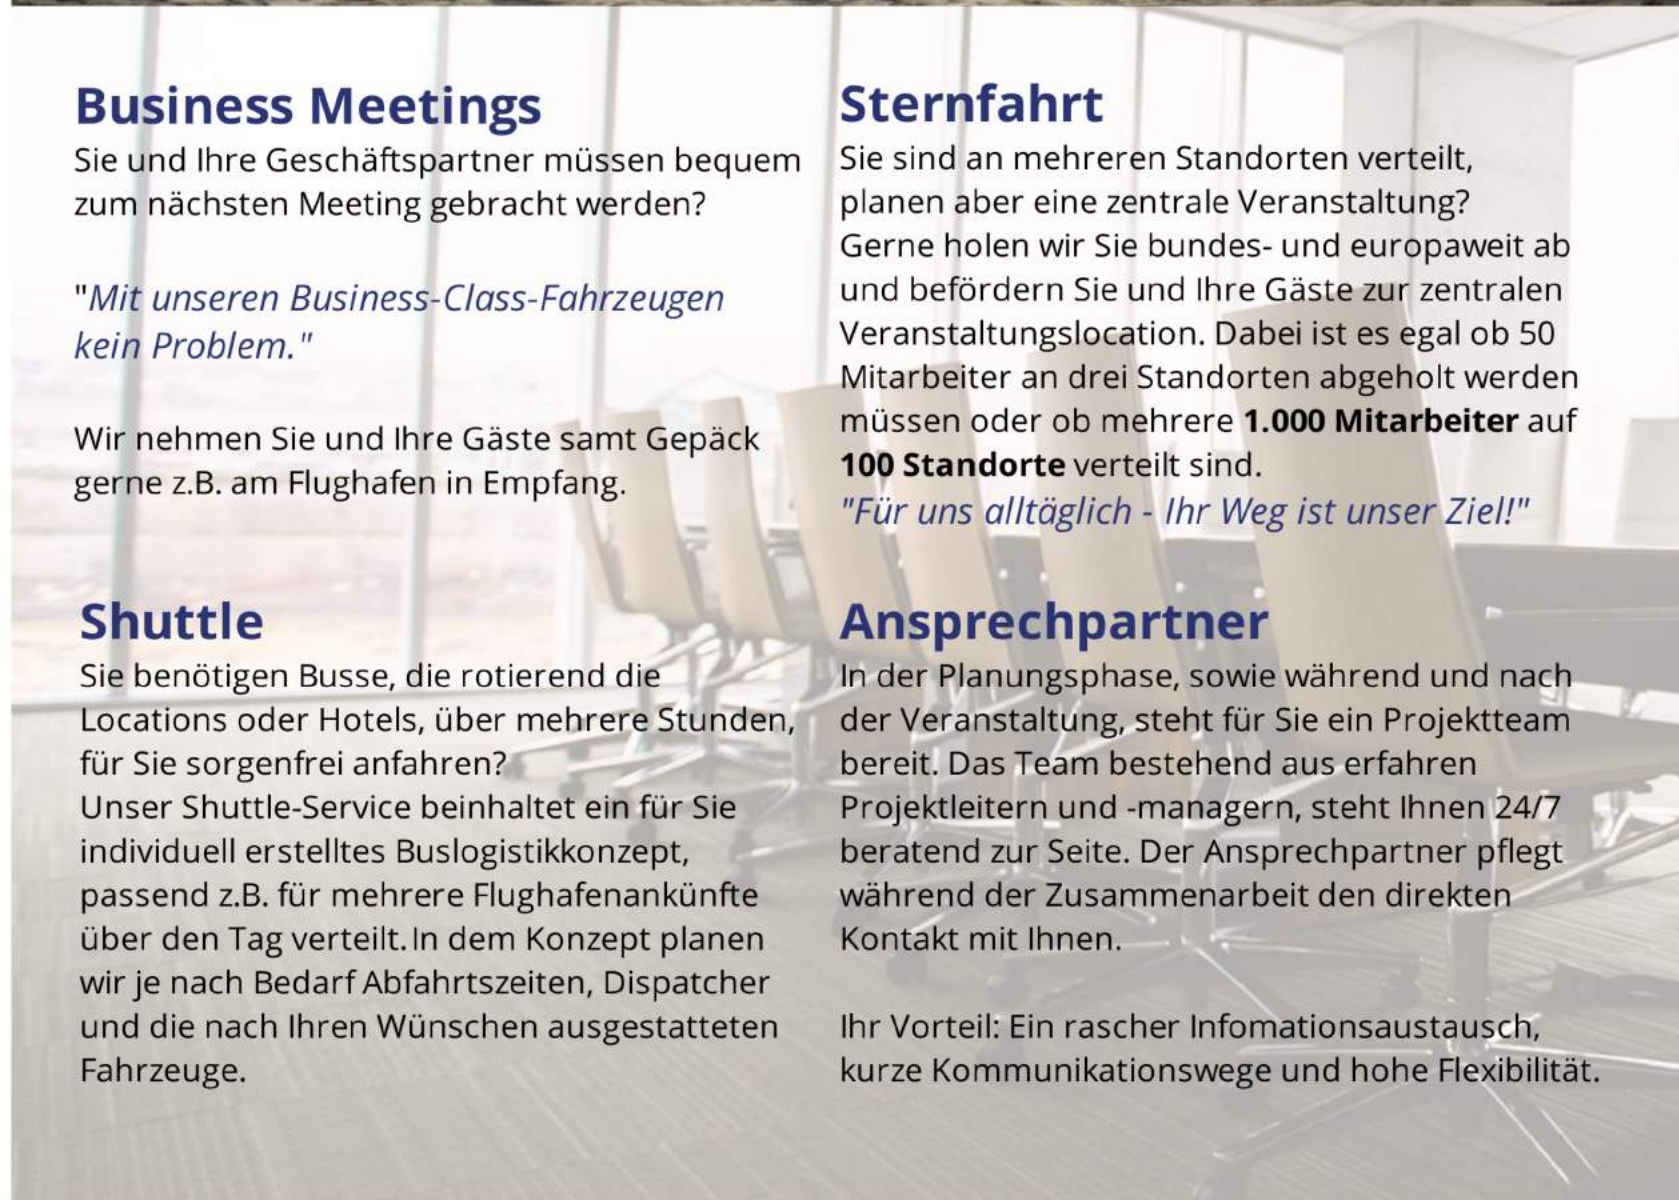 Business Meetings
Sie und Ihre Geschäftspartner müssen bequem
zum nächsten Meeting gebracht werden?
"Mit unseren Business-Class-Fahrzeugen
kein Problem."
Wir nehmen Sie und Ihre Gäste samt Gepäck
gerne z.B. am Flughafen in Empfang.
Sternfahrt
Sie sind an mehreren Standorten verteilt,
planen aber eine zentrale Veranstaltung?
Gerne holen wir Sie bundes- und europaweit ab
und befördern Sie und Ihre Gäste zur zentralen
Veranstaltungslocation. Dabei ist es egal ob 50
Mitarbeiter an drei Standorten abgeholt werden
müssen oder ob mehrere 1.000 Mitarbeiter auf
100 Standorte verteilt sind.
"Für uns alltäglich - Ihr Weg ist unser Ziel!"
Shuttle
Sie benötigen Busse, die rotierend die
Locations oder Hotels, über mehrere Stunden,
für Sie sorgenfrei anfahren?
Unser Shuttle-Service beinhaltet ein für Sie
individuell erstelltes Buslogistikkonzept,
passend z.B. für mehrere Flughafenankünfte
über den Tag verteilt. In dem Konzept planen
wir je nach Bedarf Abfahrtszeiten, Dispatcher
und die nach Ihren Wünschen ausgestatteten
Fahrzeuge.
Ansprechpartner
In der Planungsphase, sowie während und nach
der Veranstaltung, steht für Sie ein Projektteam
bereit. Das Team bestehend aus erfahren
Projektleitern und -managern, steht Ihnen 24/7
beratend zur Seite. Der Ansprechpartner pflegt
während der Zusammenarbeit den direkten
Kontakt mit Ihnen.
Ihr Vorteil: Ein rascher Infomationsaustausch,
kurze Kommunikationswege und hohe Flexibilität.